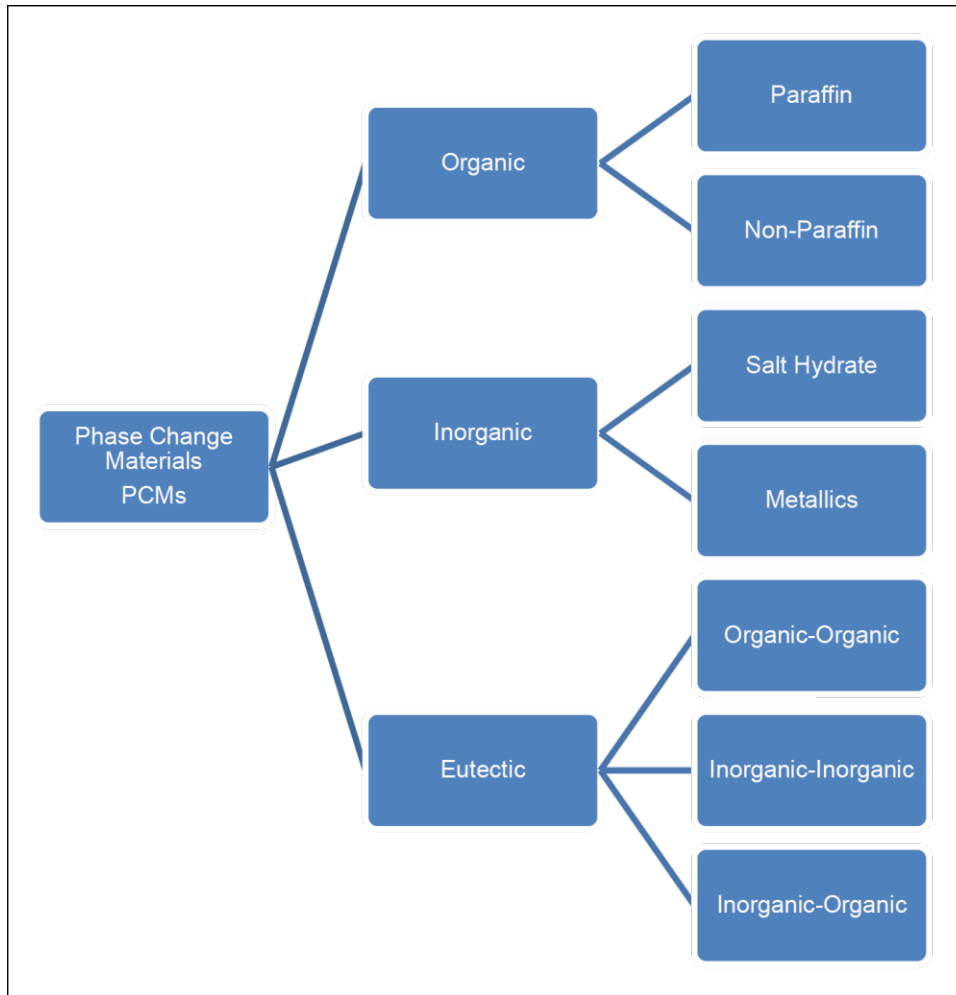 Phase Change
Materials
PCMs
Organic
Paraffin
Non-Paraffin
Inorganic
Salt Hydrate
Metallics
Eutectic
Organic-Organic
Inorganic-Inorganic
Inorganic-Organic